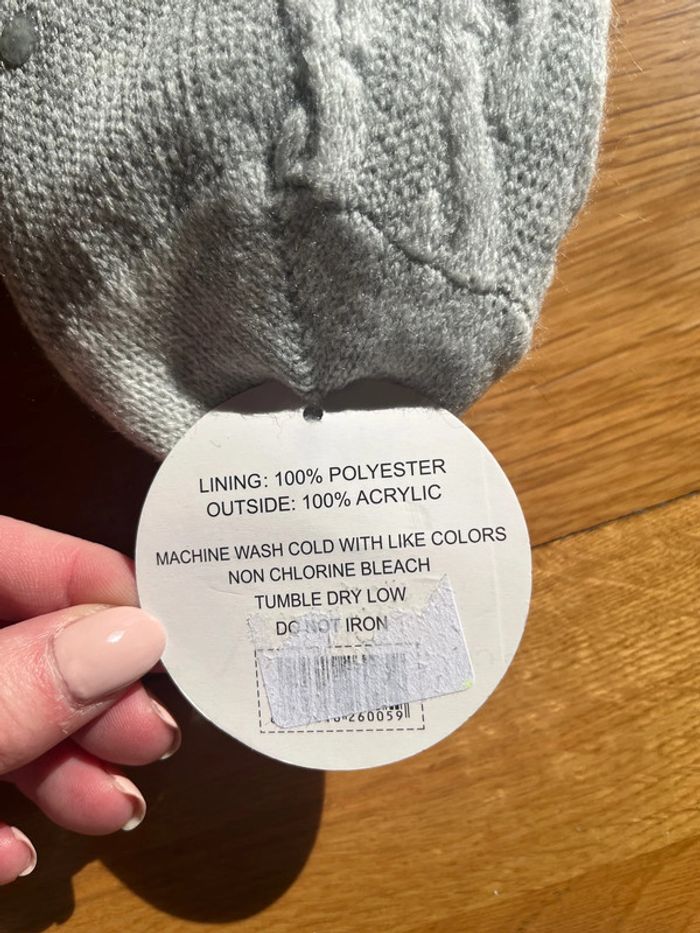 LINING: 100% POLYESTER
OUTSIDE: 100% ACRYLIC
MACHINE WASH COLD WITH LIKE COLORS
NON CHLORINE BLEACH
TUMBLE DRY LOW
DO NOT IRON
260059